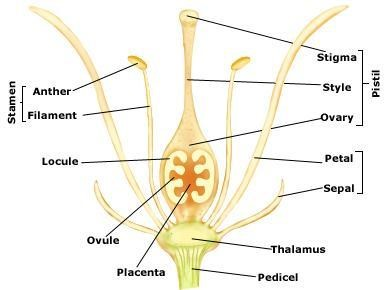 Stigma
Style
Ovary
Pistil
Stamen
Anther
Filament
Locule
Petal
Sepal
Ovule
Placenta
Thalamus
Pedicel